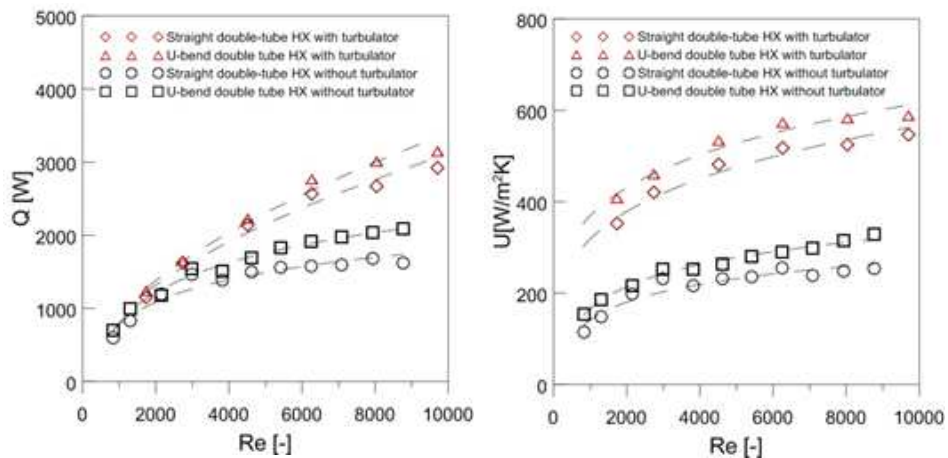 5000
4000
3000
2000
1000
0
Q [W]
Straight double-tube HX with turbulator
U-bend double tube HX with turbulator
Straight double-tube HX without turbulator
U-bend double tube HX without turbulator
0 2000 4000 6000 8000 10000
Re [-]
800
600
400
200
0
U[W/m²K]
Straight double-tube HX with turbulator
U-bend double tube HX with turbulator
Straight double-tube HX without turbulator
U-bend double tube HX without turbulator
0 2000 4000 6000 8000 10000
Re [-]